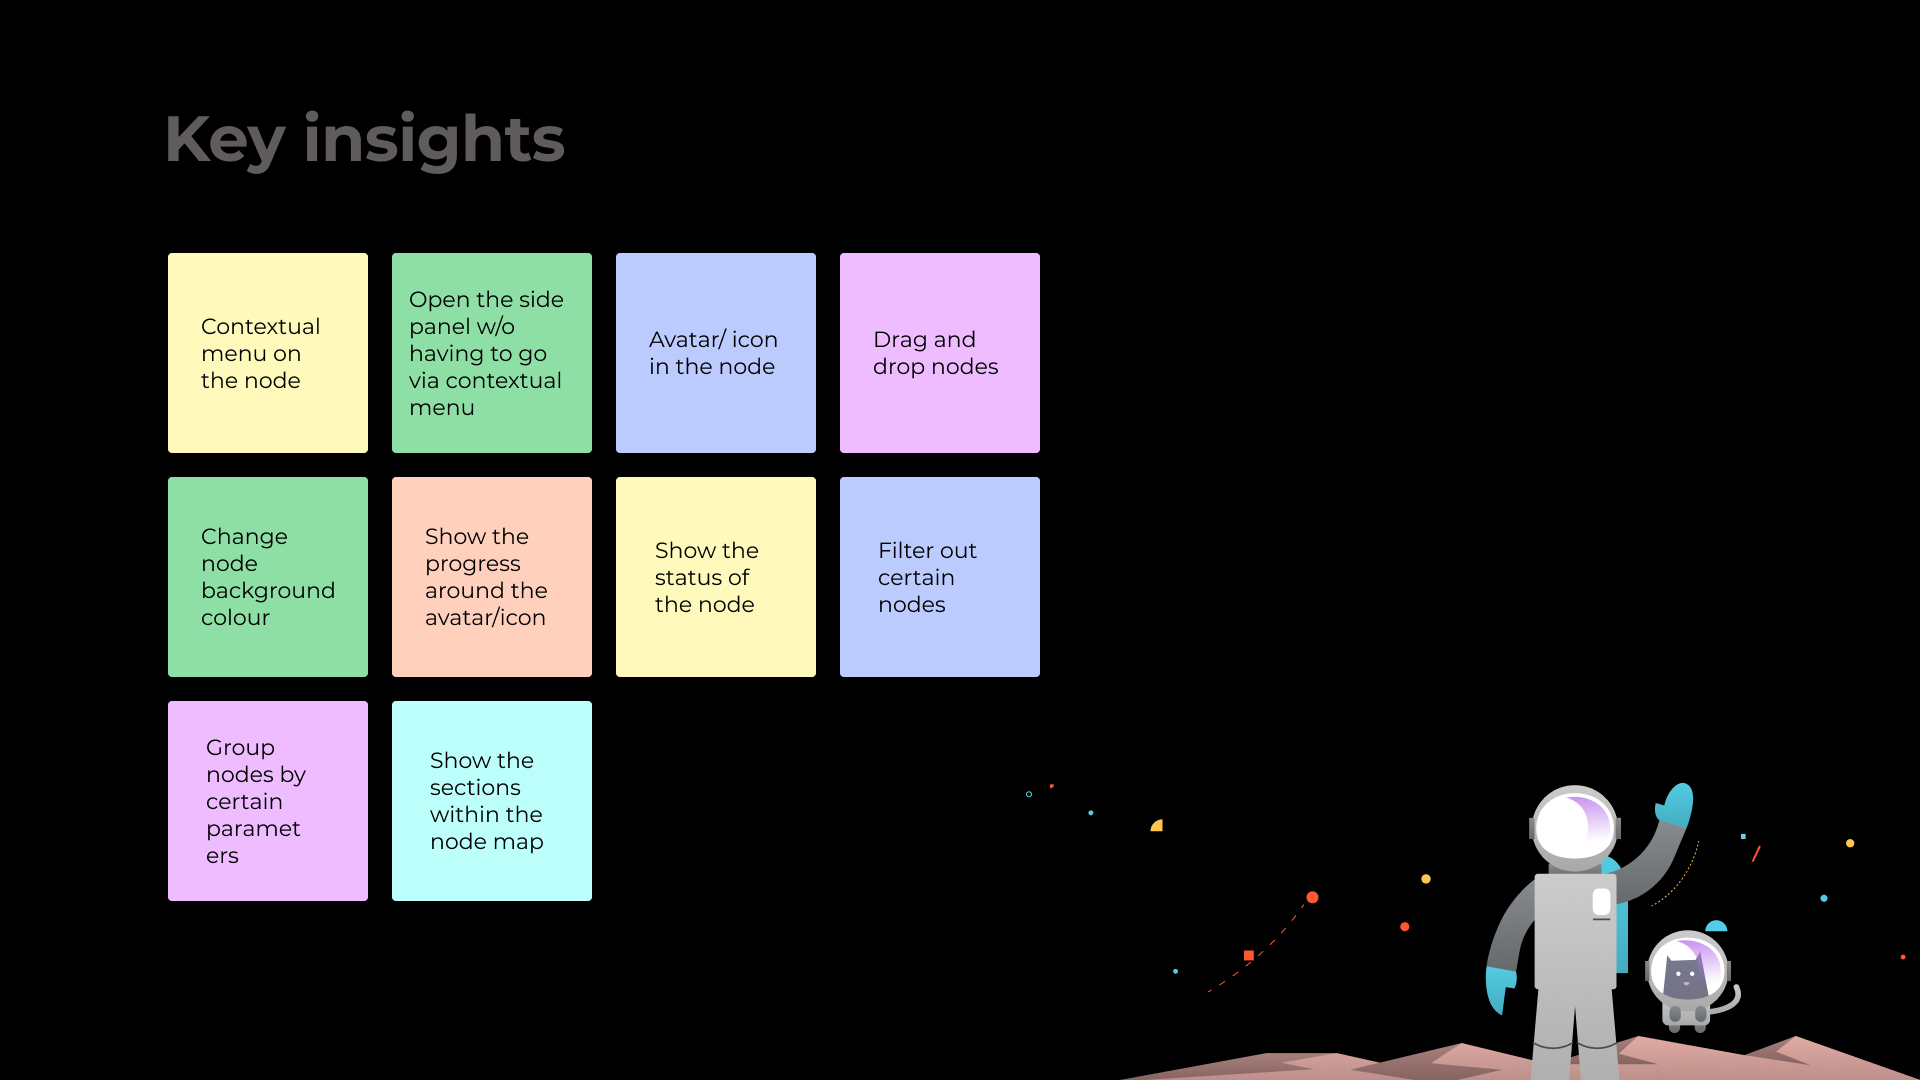 Key insights
Contextual
menu on
the node
Open the side
panel w/o
having to go
via contextual
menu
Avatar/ icon
in the node
Drag and
drop nodes
Change
node
background
colour
Show the
progress
around the
avatar/icon
Show the
status of
the node
Filter out
certain
nodes
Group
nodes by
certain
paramet
ers
Show the
sections
within the
node map